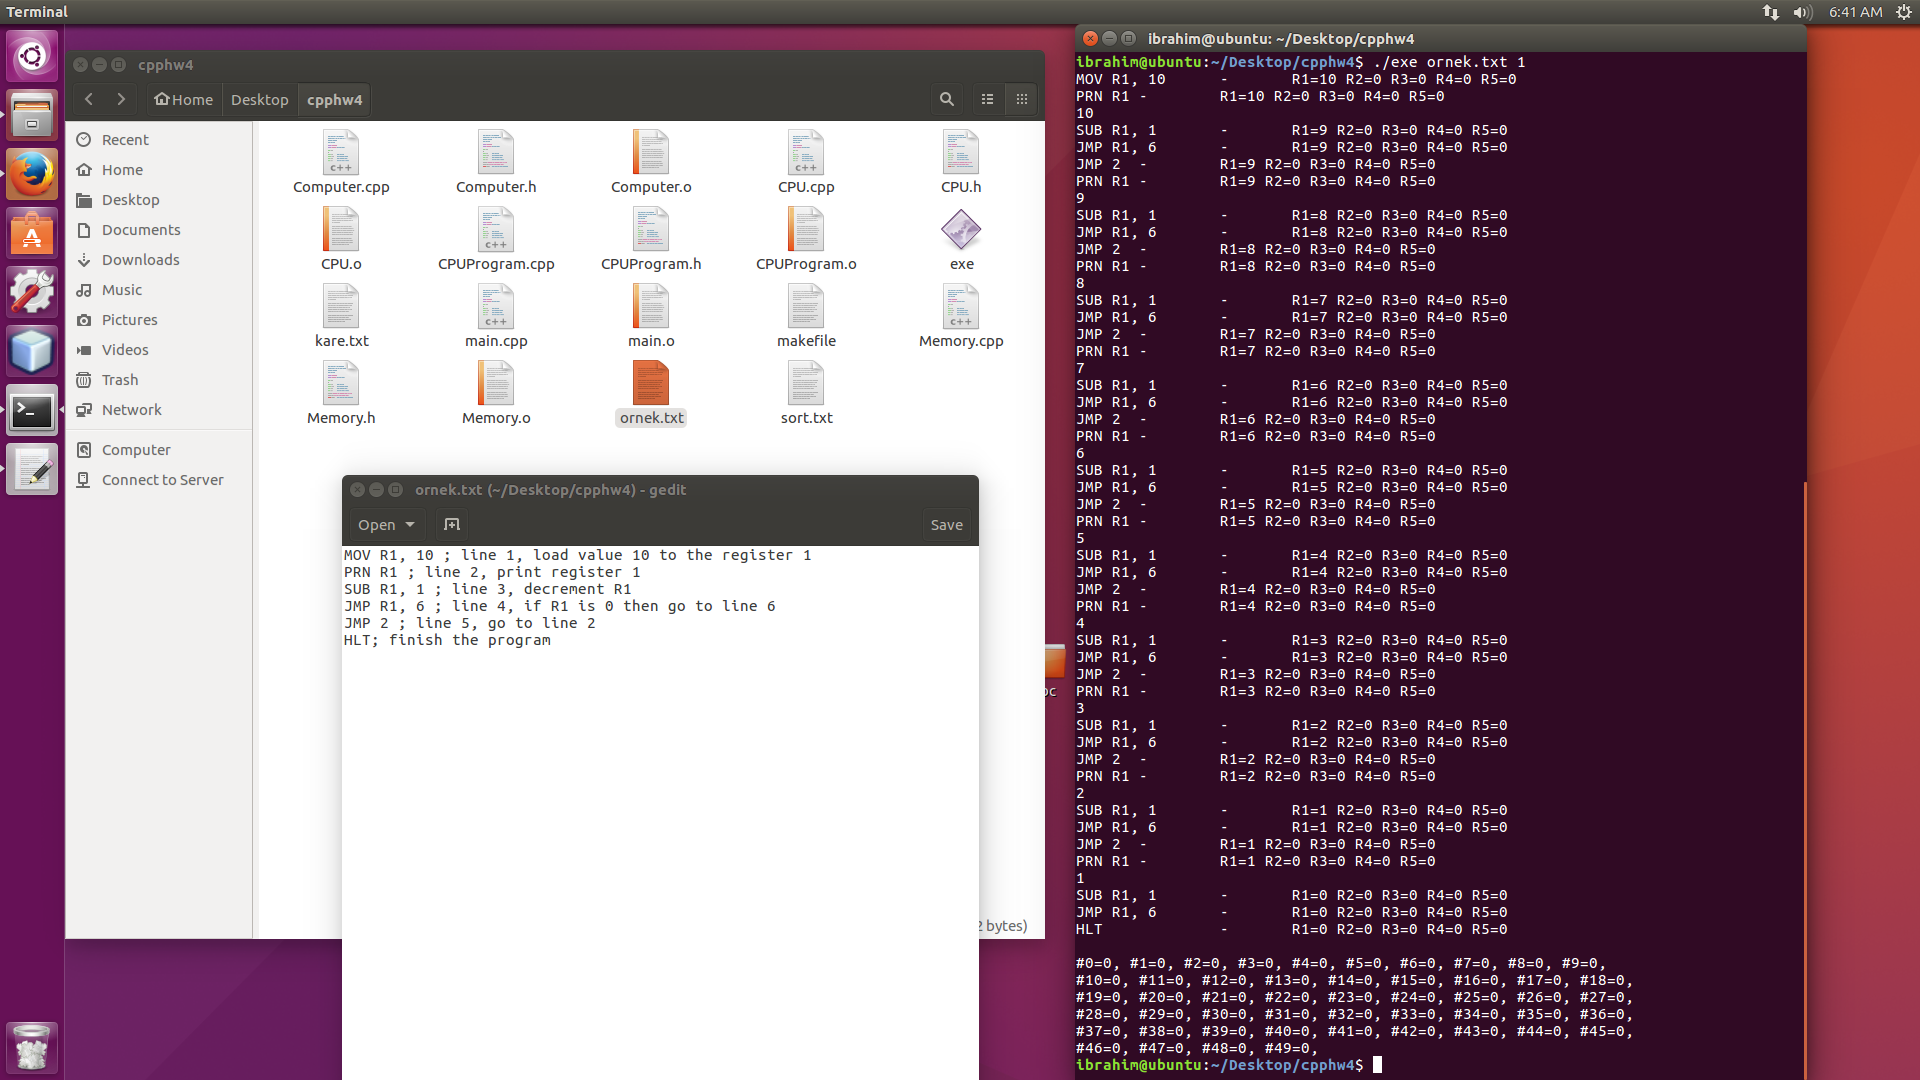 Terminal
6:41 AM
cpphw4
Home
Desktop
cpphw4
Recent
Home
Desktop
Documents
Downloads
Music
Pictures
Videos
Trash
Network
Computer
Connect to Server
Computer.cpp
Computer.h
Computer.o
CPU.cpp
CPU.h
CPU.o
CPUProgram.cpp
CPUProgram.h
CPUProgram.o
exe
kare.txt
main.cpp
main.o
makefile
Memory.cpp
Memory.h
Memory.o
ornek.txt
sort.txt
2 bytes)
ornek.txt (~/Desktop/cpphw4) - gedit
Open
Save
MOV R1, 10 ; line 1, load value 10 to the register 1
PRN R1 ; line 2, print register 1
SUB R1, 1 ; line 3, decrement R1
JMP R1, 6 ; line 4, if R1 is 0 then go to line 6
JMP 2 ; line 5, go to line 2
HLT; finish the program
ibrahim@ubuntu: ~/Desktop/cpphw4
ibrahim@ubuntu:~/Desktop/cpphw4$ ./exe ornek.txt 1
MOV R1, 10 - R1=10 R2=0 R3=0 R4=0 R5=0
PRN R1 - R1=10 R2=0 R3=0 R4=0 R5=0
10
SUB R1, 1 - R1=9 R2=0 R3=0 R4=0 R5=0
JMP R1, 6 - R1=9 R2=0 R3=0 R4=0 R5=0
JMP 2 - R1=9 R2=0 R3=0 R4=0 R5=0
PRN R1 - R1=9 R2=0 R3=0 R4=0 R5=0
9
SUB R1, 1 - R1=8 R2=0 R3=0 R4=0 R5=0
JMP R1, 6 - R1=8 R2=0 R3=0 R4=0 R5=0
JMP 2 - R1=8 R2=0 R3=0 R4=0 R5=0
PRN R1 - R1=8 R2=0 R3=0 R4=0 R5=0
8
SUB R1, 1 - R1=7 R2=0 R3=0 R4=0 R5=0
JMP R1, 6 - R1=7 R2=0 R3=0 R4=0 R5=0
JMP 2 - R1=7 R2=0 R3=0 R4=0 R5=0
PRN R1 - R1=7 R2=0 R3=0 R4=0 R5=0
7
SUB R1, 1 - R1=6 R2=0 R3=0 R4=0 R5=0
JMP R1, 6 - R1=6 R2=0 R3=0 R4=0 R5=0
JMP 2 - R1=6 R2=0 R3=0 R4=0 R5=0
PRN R1 - R1=6 R2=0 R3=0 R4=0 R5=0
6
SUB R1, 1 - R1=5 R2=0 R3=0 R4=0 R5=0
JMP R1, 6 - R1=5 R2=0 R3=0 R4=0 R5=0
JMP 2 - R1=5 R2=0 R3=0 R4=0 R5=0
PRN R1 - R1=5 R2=0 R3=0 R4=0 R5=0
5
SUB R1, 1 - R1=4 R2=0 R3=0 R4=0 R5=0
JMP R1, 6 - R1=4 R2=0 R3=0 R4=0 R5=0
JMP 2 - R1=4 R2=0 R3=0 R4=0 R5=0
PRN R1 - R1=4 R2=0 R3=0 R4=0 R5=0
4
SUB R1, 1 - R1=3 R2=0 R3=0 R4=0 R5=0
JMP R1, 6 - R1=3 R2=0 R3=0 R4=0 R5=0
JMP 2 - R1=3 R2=0 R3=0 R4=0 R5=0
PRN R1 - R1=3 R2=0 R3=0 R4=0 R5=0
3
SUB R1, 1 - R1=2 R2=0 R3=0 R4=0 R5=0
JMP R1, 6 - R1=2 R2=0 R3=0 R4=0 R5=0
JMP 2 - R1=2 R2=0 R3=0 R4=0 R5=0
PRN R1 - R1=2 R2=0 R3=0 R4=0 R5=0
2
SUB R1, 1 - R1=1 R2=0 R3=0 R4=0 R5=0
JMP R1, 6 - R1=1 R2=0 R3=0 R4=0 R5=0
JMP 2 - R1=1 R2=0 R3=0 R4=0 R5=0
PRN R1 - R1=1 R2=0 R3=0 R4=0 R5=0
1
SUB R1, 1 - R1=0 R2=0 R3=0 R4=0 R5=0
JMP R1, 6 - R1=0 R2=0 R3=0 R4=0 R5=0
HLT - R1=0 R2=0 R3=0 R4=0 R5=0
#0=0, #1=0, #2=0, #3=0, #4=0, #5=0, #6=0, #7=0, #8=0, #9=0,
#10=0, #11=0, #12=0, #13=0, #14=0, #15=0, #16=0, #17=0, #18=0,
#19=0, #20=0, #21=0, #22=0, #23=0, #24=0, #25=0, #26=0, #27=0,
#28=0, #29=0, #30=0, #31=0, #32=0, #33=0, #34=0, #35=0, #36=0,
#37=0, #38=0, #39=0, #40=0, #41=0, #42=0, #43=0, #44=0, #45=0,
#46=0, #47=0, #48=0, #49=0,
ibrahim@ubuntu:~/Desktop/cpphw4$